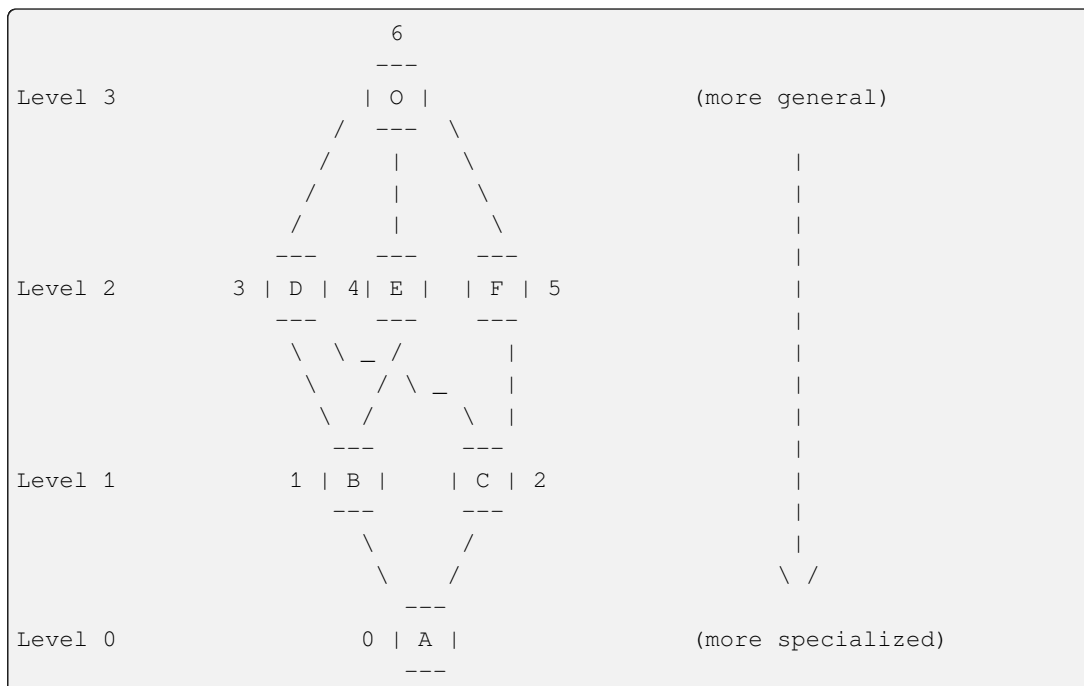 6
                         ---
Level 3                 | O |                  (more general)
                      /  ---  \
                     /    |    \                      |
                    /     |     \                     |
                   /      |      \                    |
                  ---    ---    ---                   |
Level 2        3 | D | 4| E |  | F | 5                |
                  ---    ---    ---                   |
                   \  \ _ /       |                   |
                    \    / \ _    |                   |
                     \  /      \  |                   |
                      ---      ---                    |
Level 1            1 | B |    | C | 2                 |
                      ---      ---                    |
                        \      /                      |
                         \    /                      \ /
                           ---
Level 0                 0 | A |                (more specialized)
                           ---